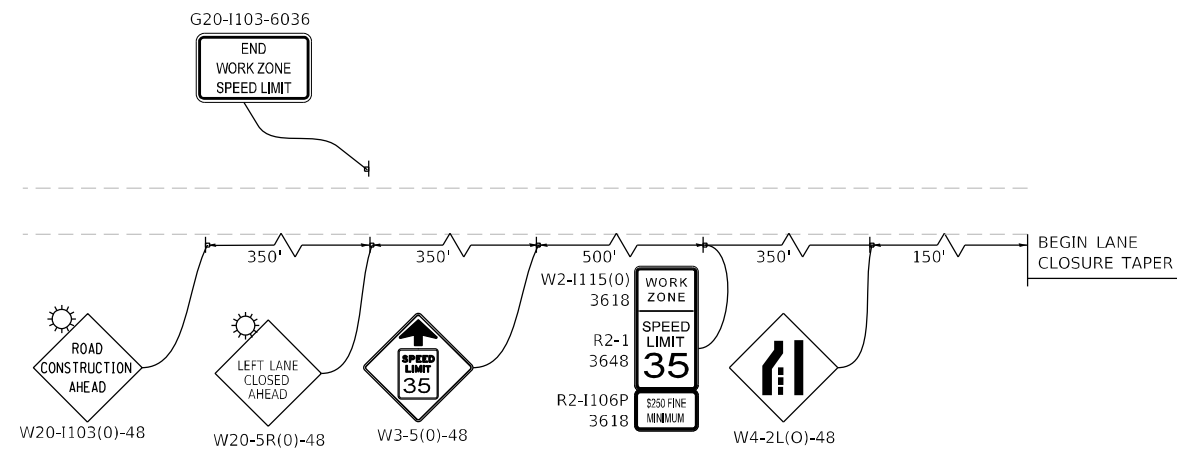 G20-I103-6036
END
WORK ZONE
SPEED LIMIT
350'
350'
500'
350'
150'
BEGIN LANE
CLOSURE TAPER
ROAD
CONSTRUCTION
AHEAD
W20-I103(0)-48
LEFT LANE
CLOSED
AHEAD
W20-5R(0)-48
SPEED
LIMIT
35
W3-5(0)-48
W2-I115(0)
3618
R2-1
3648
R2-I106P
3618
WORK
ZONE
SPEED
LIMIT
35
$250 FINE
MINIMUM
W4-2L(O)-48